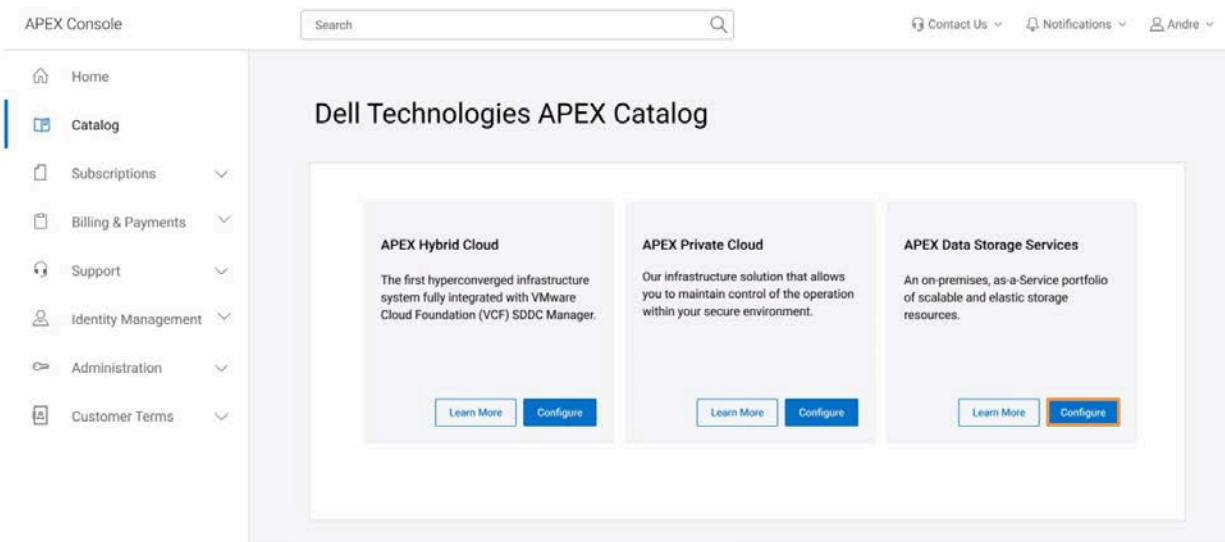 APEX Console
Search
Contact Us
Notifications
Andre
Home
Catalog
Subscriptions
Billing & Payments
Support
Identity Management
Administration
Customer Terms
Dell Technologies APEX Catalog
APEX Hybrid Cloud
The first hyperconverged infrastructure
system fully integrated with VMware
Cloud Foundation (VCF) SDDC Manager.
Learn More
Configure
APEX Private Cloud
Our infrastructure solution that allows
you to maintain control of the operation
within your secure environment.
Learn More
Configure
APEX Data Storage Services
An on-premises, as-a-Service portfolio
of scalable and elastic storage
resources.
Learn More
Configure